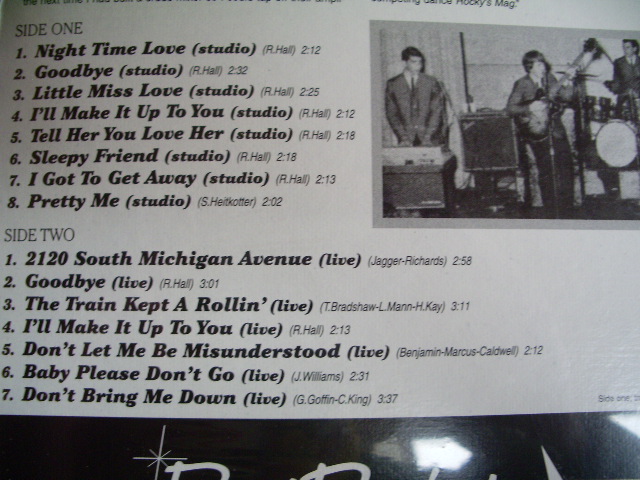 competing dance Rocky's Mag."
SIDE ONE
1. Night Time Love (studio) (R.Hall) 2:12
2. Goodbye (studio) (R.Hall) 2:32
3. Little Miss Love (studio) (R.Hall) 2:25
4. I'll Make It Up To You (studio) (R.Hall) 2:12
5. Tell Her You Love Her (studio) (R.Hall) 2:18
6. Sleepy Friend (studio) (R.Hall) 2:18
7. I Got To Get Away (studio) (R.Hall) 2:13
8. Pretty Me (studio) (S.Heitkotter) 2:02
SIDE TWO
1. 2120 South Michigan Avenue (live) (Jagger-Richards) 2:58
2. Goodbye (live) (R.Hall) 3:01
3. The Train Kept A Rollin' (live) (T.Bradshaw-L.Mann-H.Kay) 3:11
4. I'll Make It Up To You (live) (R.Hall) 2:13
5. Don't Let Me Be Misunderstood (live) (Benjamin-Marcus-Caldwell) 2:12
6. Baby Please Don't Go (live) (J.Williams) 2:31
7. Don't Bring Me Down (live) (G.Goffin-C.King) 3:37
Side one: